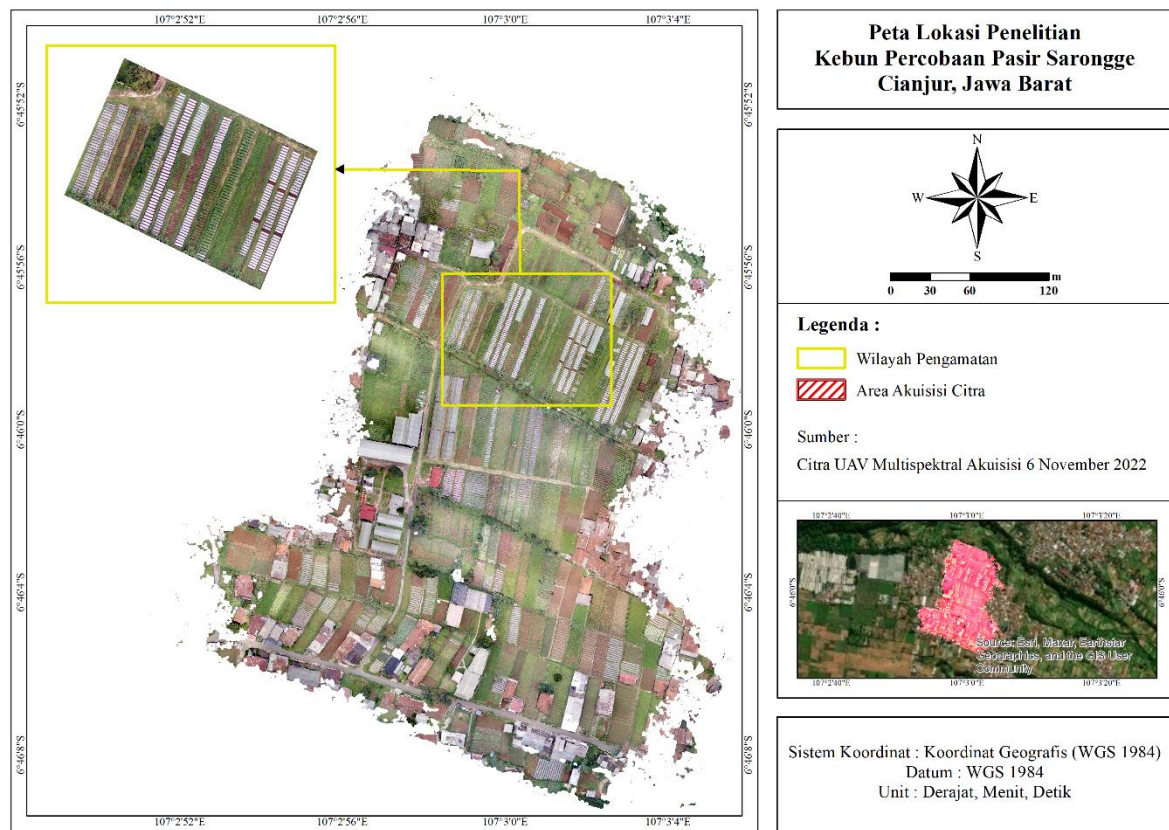 107°2'52"E 107°2'56"E 107°3'0"E 107°3'4"E
6°45'52"S 6°45'52"S
6°45'56"S 6°45'56"S
6°46'0"S 6°46'0"S
6°46'4"S 6°46'4"S
6°46'8"S 6°46'8"S
107°2'52"E 107°2'56"E 107°3'0"E 107°3'4"E
Peta Lokasi Penelitian
Kebun Percobaan Pasir Sarongge
Cianjur, Jawa Barat
N
W E
S
m
0 30 60 120
Legenda :
Wilayah Pengamatan
Area Akuisisi Citra
Sumber :
Citra UAV Multispektral Akuisisi 6 November 2022
107°2'40"E 107°3'0"E 107°3'20"E
6°46'0"S 6°46'0"S
Source: Esri, Maxar, Earthstar
Geographics, and the GIS User
Community
107°2'40"E 107°3'0"E 107°3'20"E
Sistem Koordinat : Koordinat Geografis (WGS 1984)
Datum : WGS 1984
Unit : Derajat, Menit, Detik